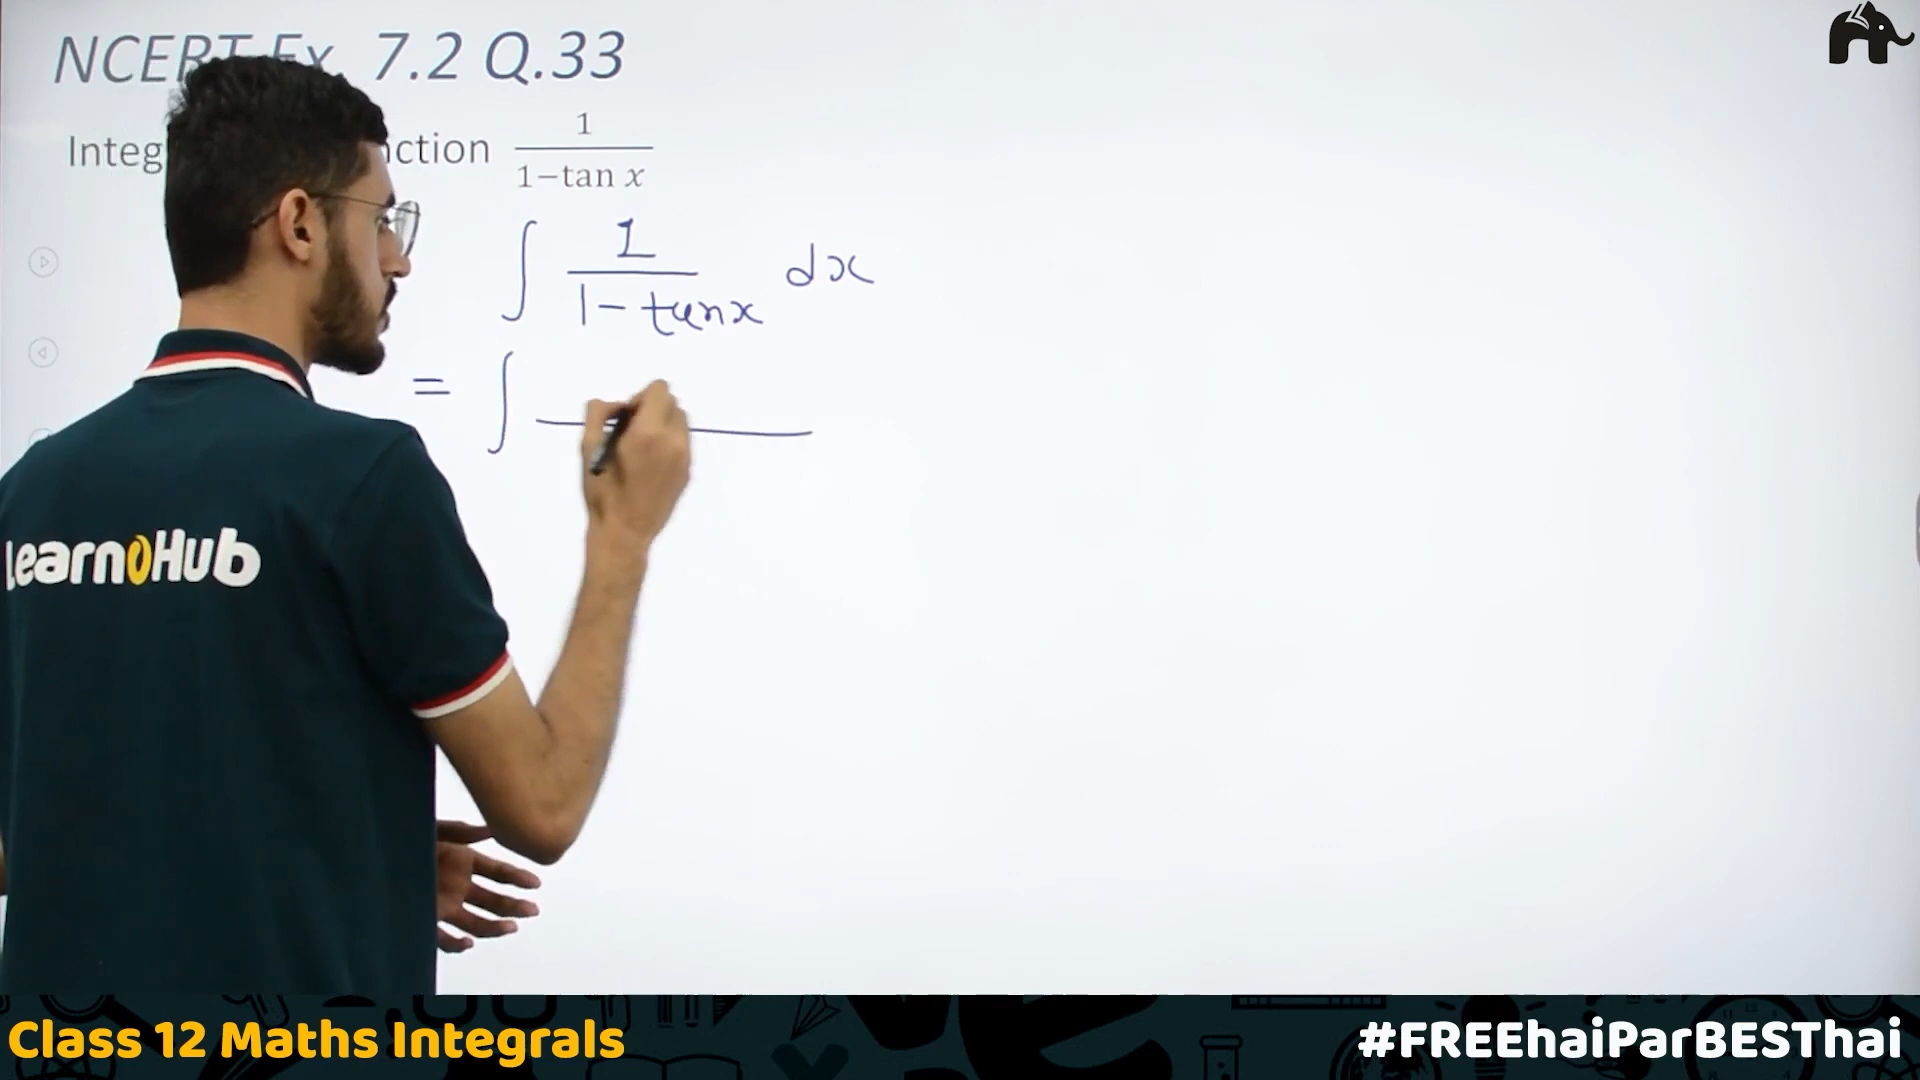 NCERT Ex. 7.2 Q.33
Integ ction 1/(1−tan x)
∫ 1/(1 - tanx) dx
= ∫
LearnoHub
Class 12 Maths Integrals #FREEhaiParBESThai